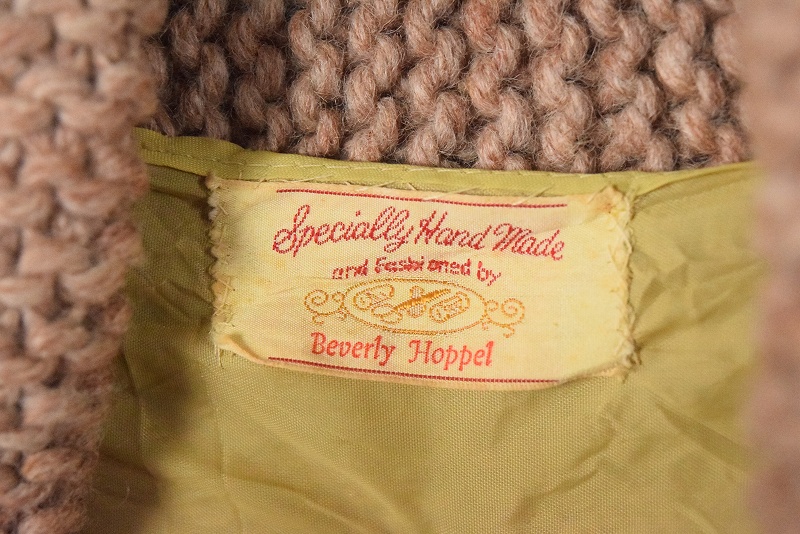 Specially Hand Made
and Fashioned by
Beverly Hoppel